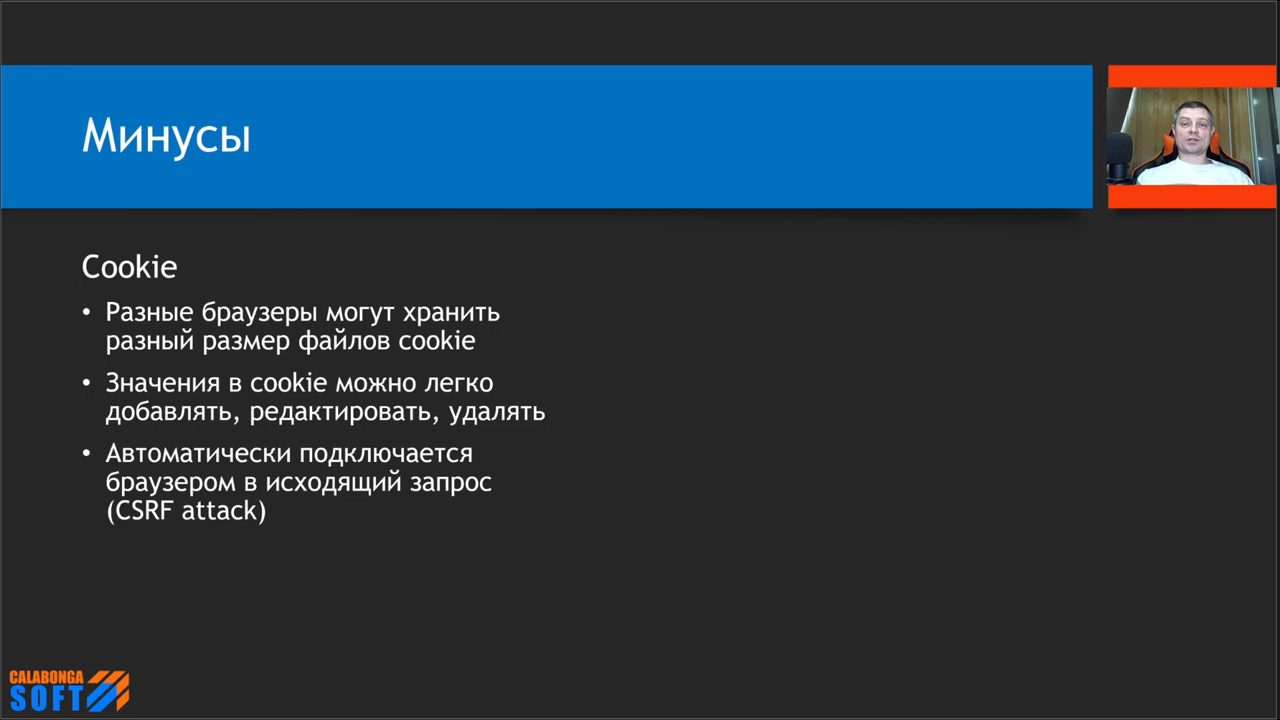 Минусы
Cookie
• Разные браузеры могут хранить
разный размер файлов cookie
• Значения в cookie можно легко
добавлять, редактировать, удалять
• Автоматически подключается
браузером в исходящий запрос
(CSRF attack)
CALABONGA
SOFT